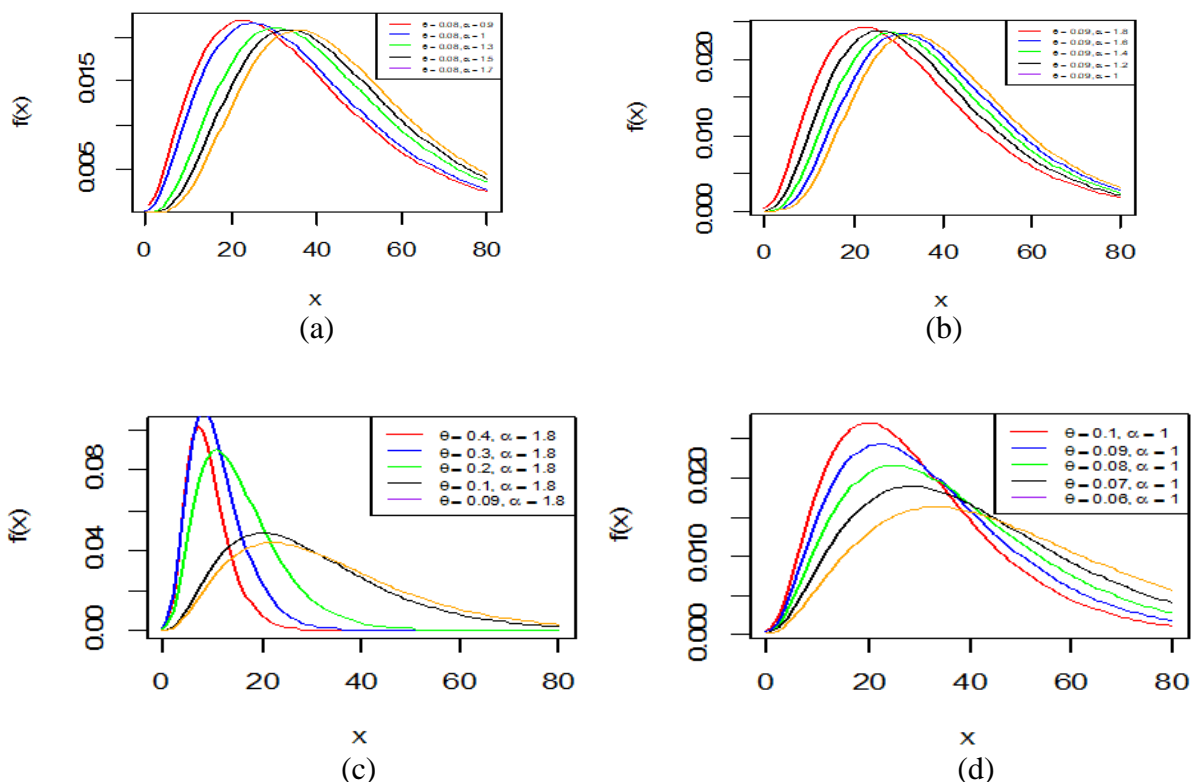 f(x)
0.005
0.015
θ = 0.08, α = 0.9
θ = 0.08, α = 1
θ = 0.08, α = 1.3
θ = 0.08, α = 1.5
θ = 0.08, α = 1.7
0 20 40 60 80
x
(a)
f(x)
0.000
0.010
0.020
θ = 0.09, α = 1.8
θ = 0.09, α = 1.6
θ = 0.09, α = 1.4
θ = 0.09, α = 1.2
θ = 0.09, α = 1
0 20 40 60 80
x
(b)
f(x)
0.00
0.04
0.08
θ = 0.4, α = 1.8
θ = 0.3, α = 1.8
θ = 0.2, α = 1.8
θ = 0.1, α = 1.8
θ = 0.09, α = 1.8
0 20 40 60 80
x
(c)
f(x)
0.000
0.010
0.020
θ = 0.1, α = 1
θ = 0.09, α = 1
θ = 0.08, α = 1
θ = 0.07, α = 1
θ = 0.06, α = 1
0 20 40 60 80
x
(d)